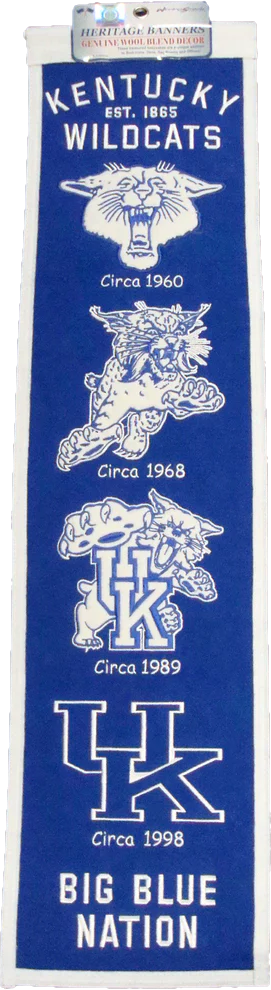 HERITAGE BANNERS
GENUINE WOOL BLEND DECOR
KENTUCKY
EST. 1865
WILDCATS
Circa 1960
Circa 1968
UK
Circa 1989
UK
Circa 1998
BIG BLUE
NATION